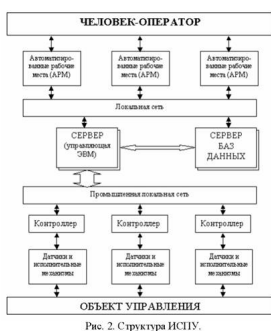 ЧЕЛОВЕК-ОПЕРАТОР
Автоматизиро-
ванные рабочие
места (АРМ)
Автоматизиро-
ванные рабочие
места (АРМ)
Автоматизиро-
ванные рабочие
места (АРМ)
Локальная сеть
СЕРВЕР
(управляющая
ЭВМ)
СЕРВЕР
БАЗ
ДАННЫХ
Промышленная локальная сеть
Контроллер
Контроллер
Контроллер
Датчики и
исполнительные
механизмы
Датчики и
исполнительные
механизмы
Датчики и
исполнительные
механизмы
ОБЪЕКТ УПРАВЛЕНИЯ
Рис. 2. Структура ИСПУ.